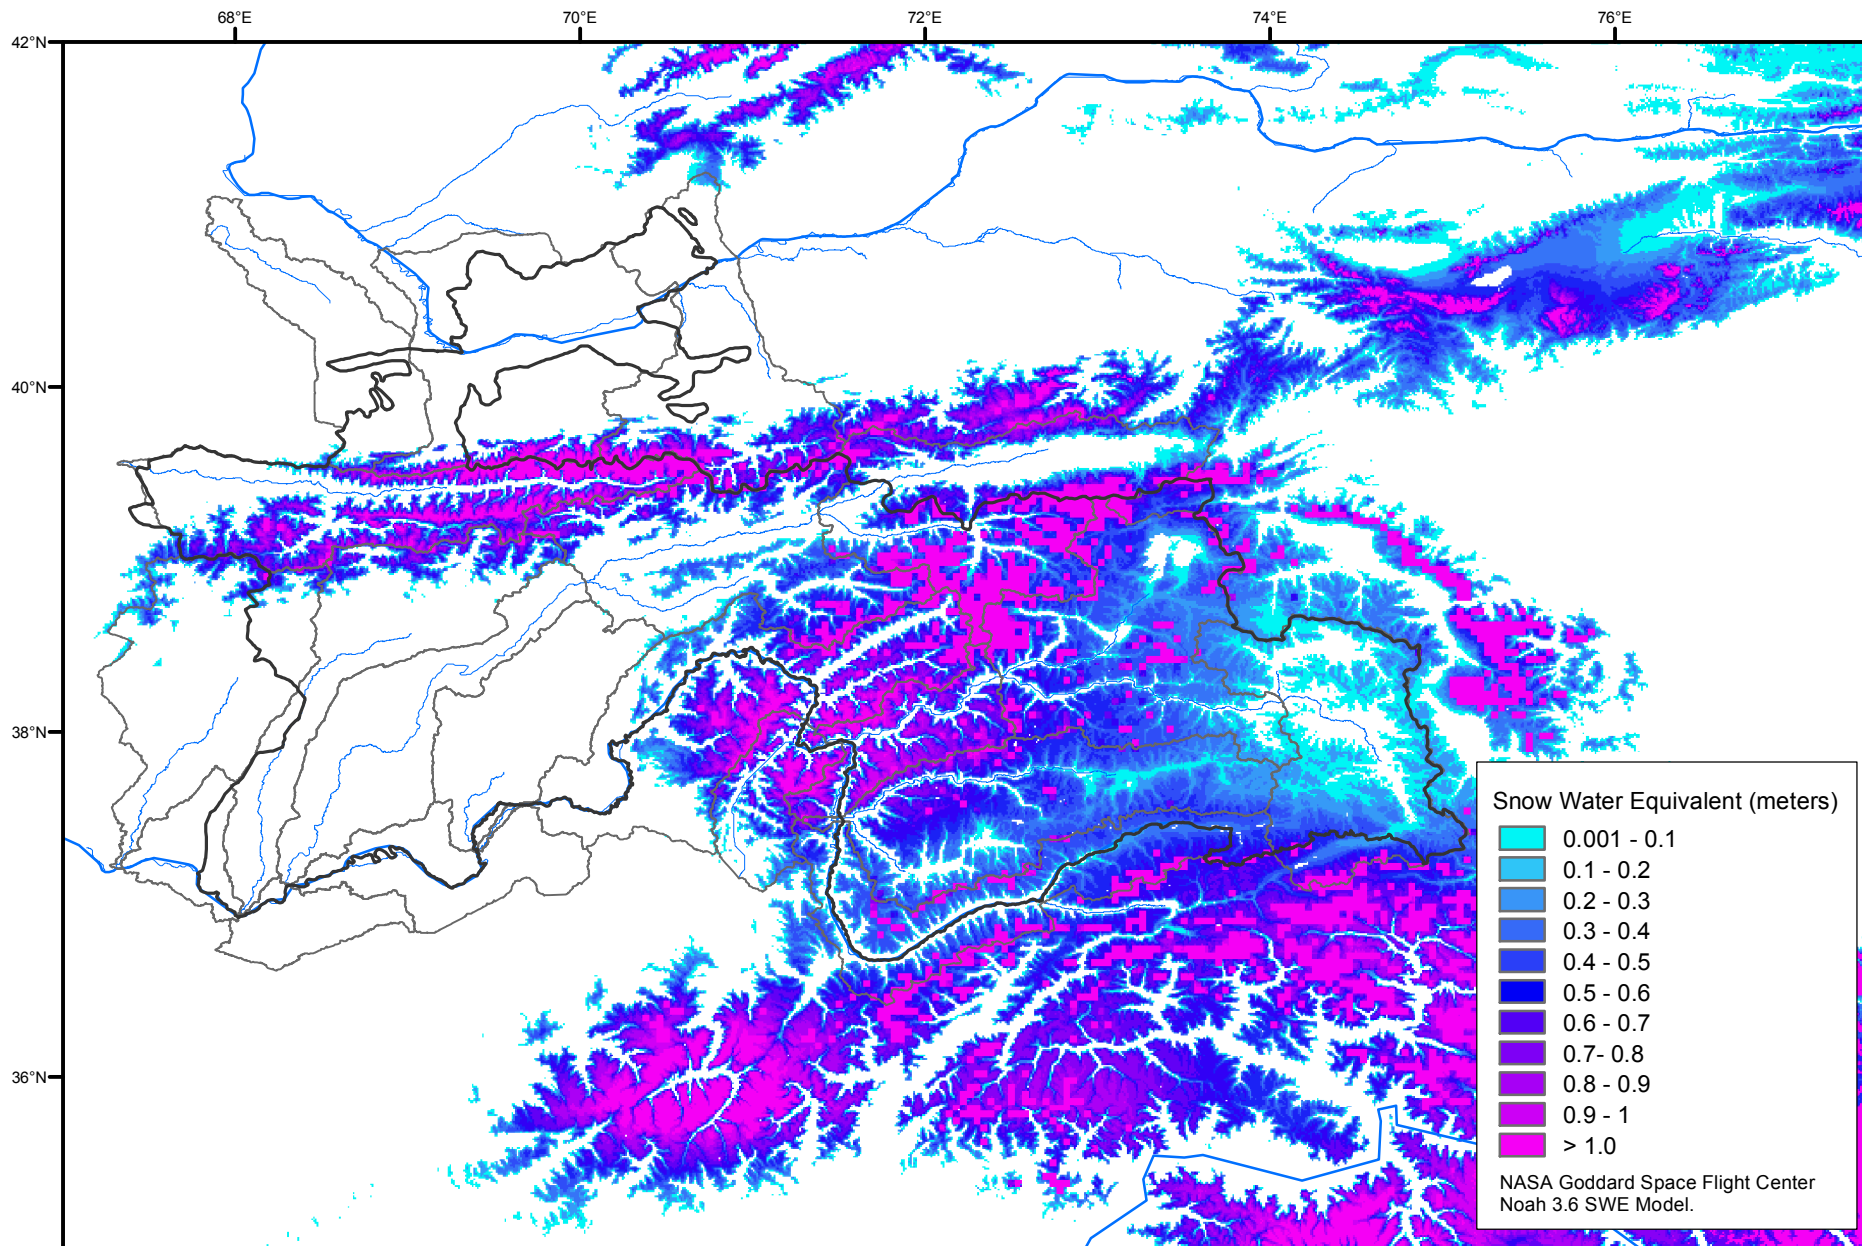 68°E
70°E
72°E
74°E
76°E
42°N
40°N
38°N
36°N
Snow Water Equivalent (meters)
0.001 - 0.1
0.1 - 0.2
0.2 - 0.3
0.3 - 0.4
0.4 - 0.5
0.5 - 0.6
0.6 - 0.7
0.7- 0.8
0.8 - 0.9
0.9 - 1
> 1.0
NASA Goddard Space Flight Center
Noah 3.6 SWE Model.